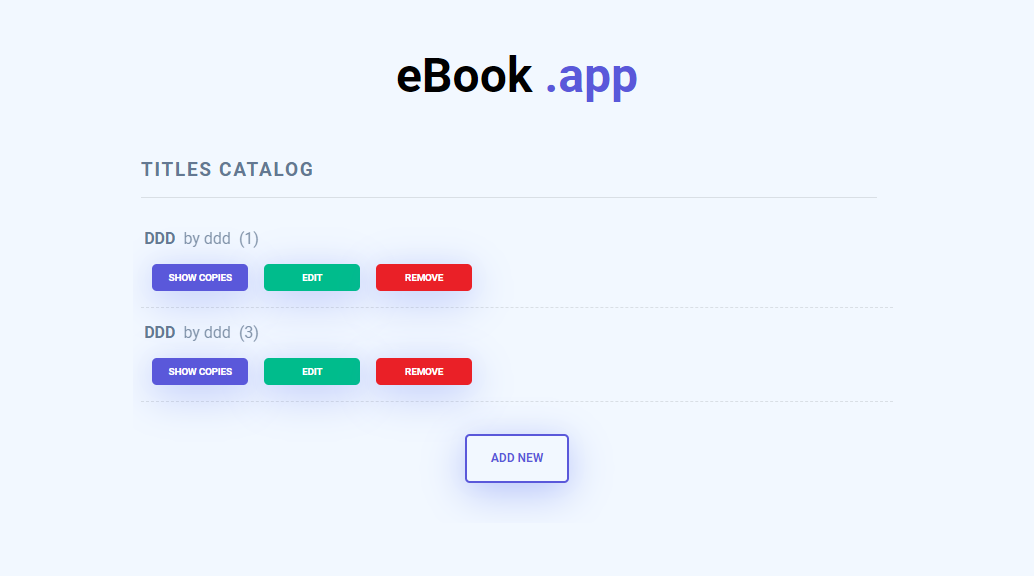 eBook .app
TITLES CATALOG
DDD by ddd (1)
SHOW COPIES EDIT REMOVE
DDD by ddd (3)
SHOW COPIES EDIT REMOVE
ADD NEW